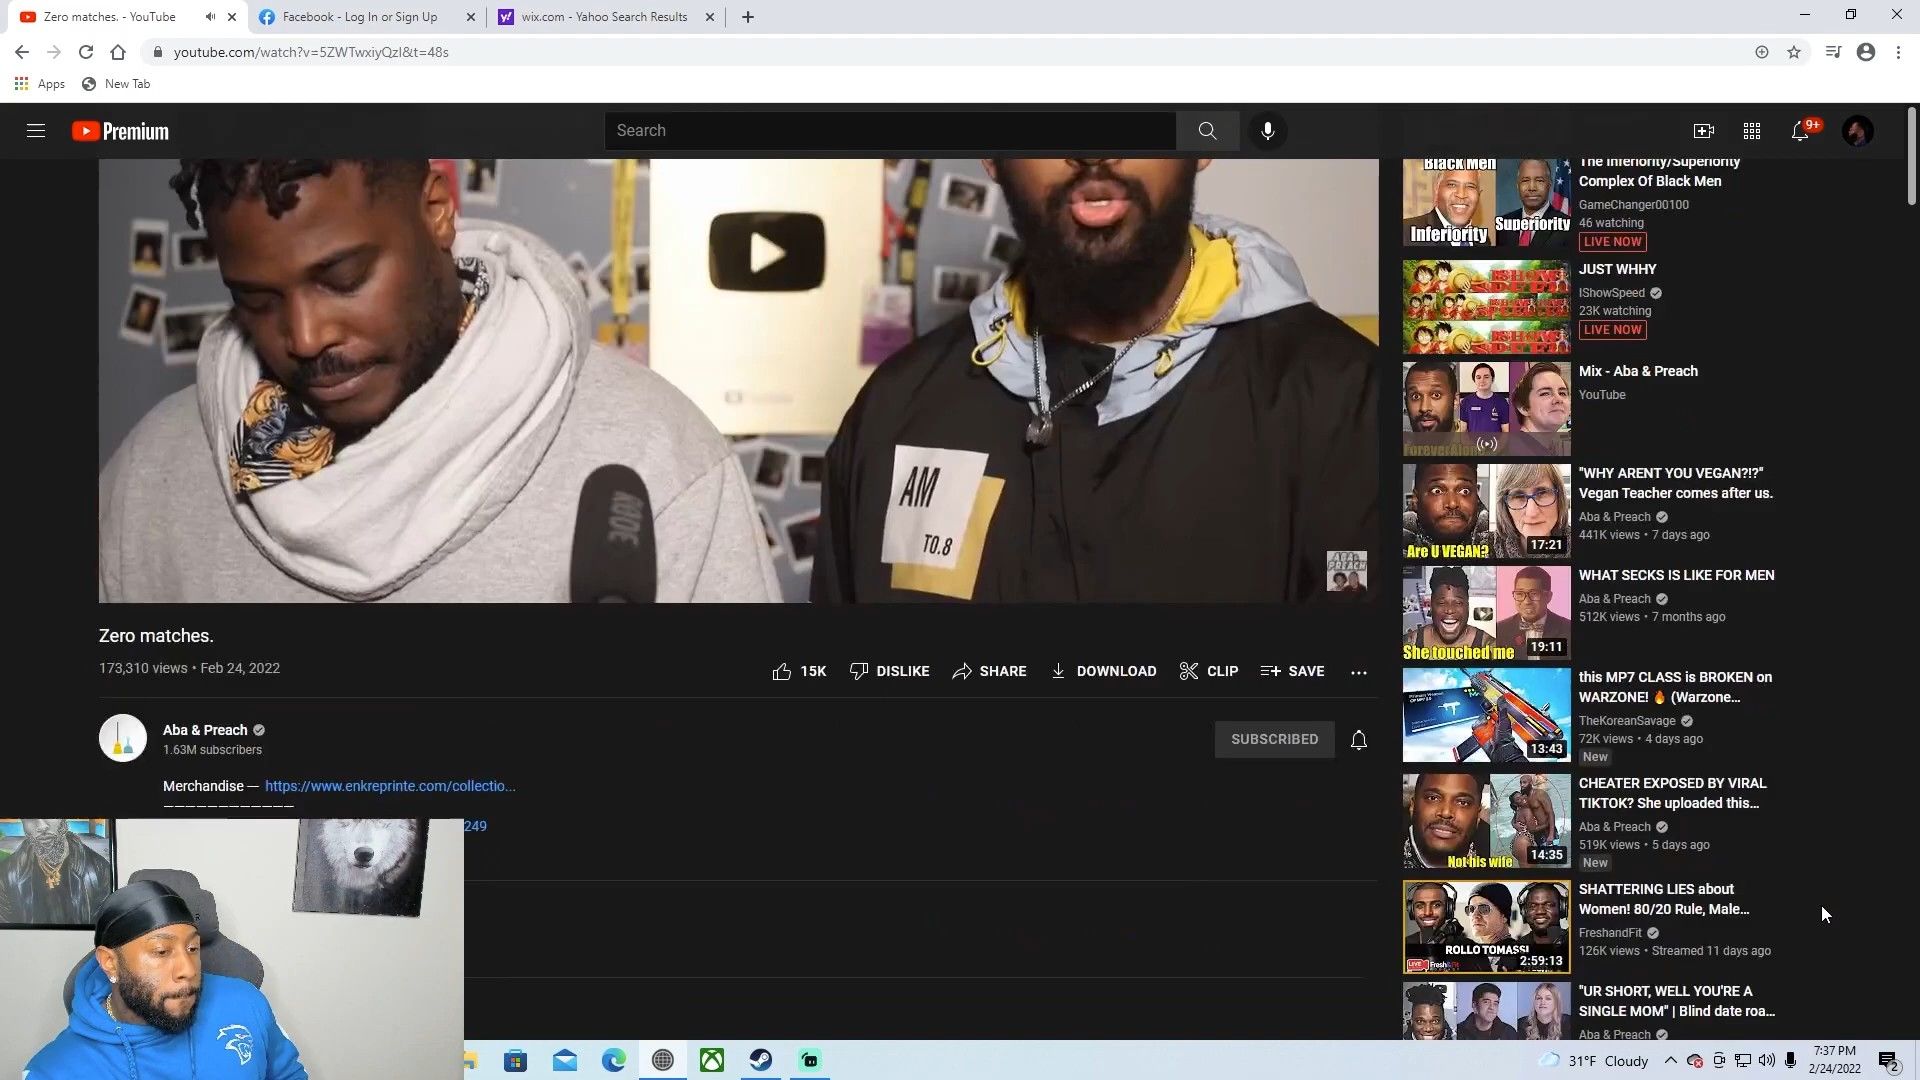 Zero matches. - YouTube
Facebook - Log In or Sign Up
wix.com - Yahoo Search Results
youtube.com/watch?v=5ZWTwxiyQzI&t=48s
Apps
New Tab
Premium
Search
9+
AM
TO.8
RODE
ABA &
PREACH
Zero matches.
173,310 views • Feb 24, 2022
15K
DISLIKE
SHARE
DOWNLOAD
CLIP
SAVE
Aba & Preach
1.63M subscribers
SUBSCRIBED
Merchandise — https://www.enkreprinte.com/collectio...
————————————
249
Black Men
Inferiority
Superiority
The Inferiority/Superiority
Complex Of Black Men
GameChanger00100
46 watching
LIVE NOW
JUST WHHY
IShowSpeed
23K watching
LIVE NOW
Mix - Aba & Preach
YouTube
Are U VEGAN?
17:21
"WHY ARENT YOU VEGAN?!?"
Vegan Teacher comes after us.
Aba & Preach
441K views • 7 days ago
She touched me
19:11
WHAT SECKS IS LIKE FOR MEN
Aba & Preach
512K views • 7 months ago
13:43
this MP7 CLASS is BROKEN on
WARZONE! 🔥 (Warzone...
TheKoreanSavage
72K views • 4 days ago
New
Not his wife
14:35
CHEATER EXPOSED BY VIRAL
TIKTOK? She uploaded this...
Aba & Preach
519K views • 5 days ago
New
ROLLO TOMASSI
LIVE
Fresh&Fit
2:59:13
SHATTERING LIES about
Women! 80/20 Rule, Male...
FreshandFit
126K views • Streamed 11 days ago
"UR SHORT, WELL YOU'RE A
SINGLE MOM" | Blind date roa...
Aba & Preach
31°F Cloudy
7:37 PM
2/24/2022
2